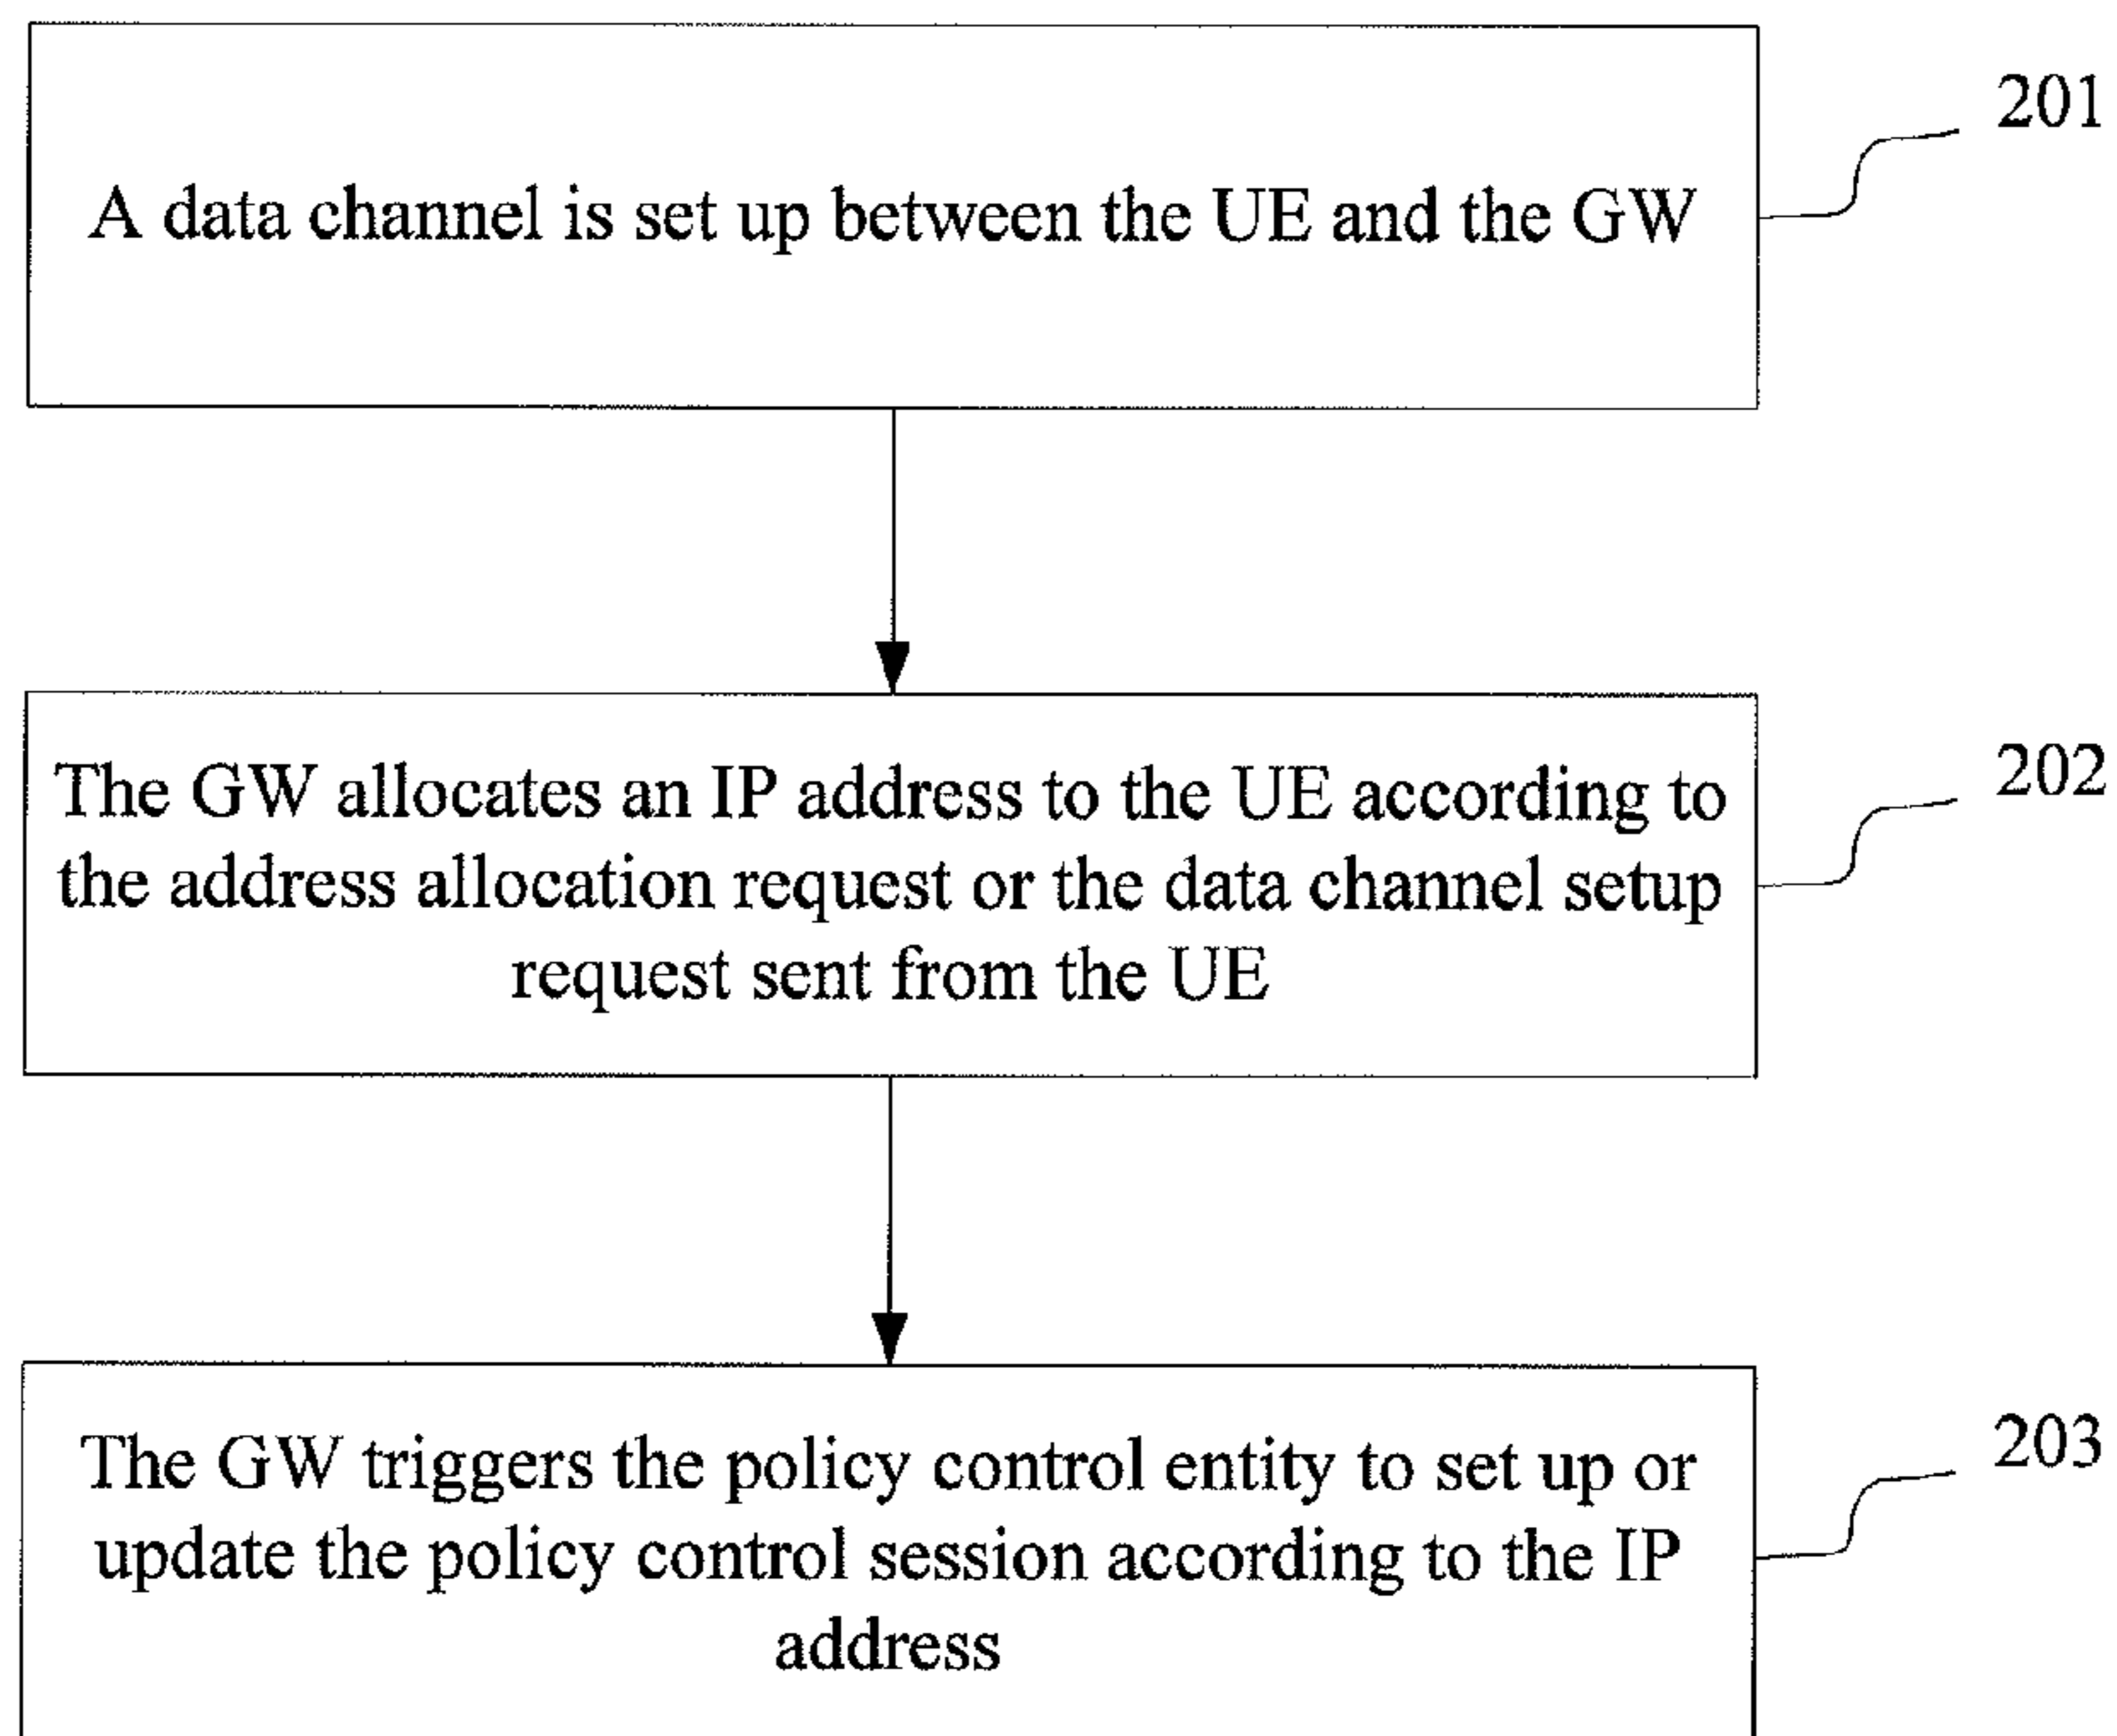 201
A data channel is set up between the UE and the GW
202
The GW allocates an IP address to the UE according to
the address allocation request or the data channel setup
request sent from the UE
203
The GW triggers the policy control entity to set up or
update the policy control session according to the IP
address